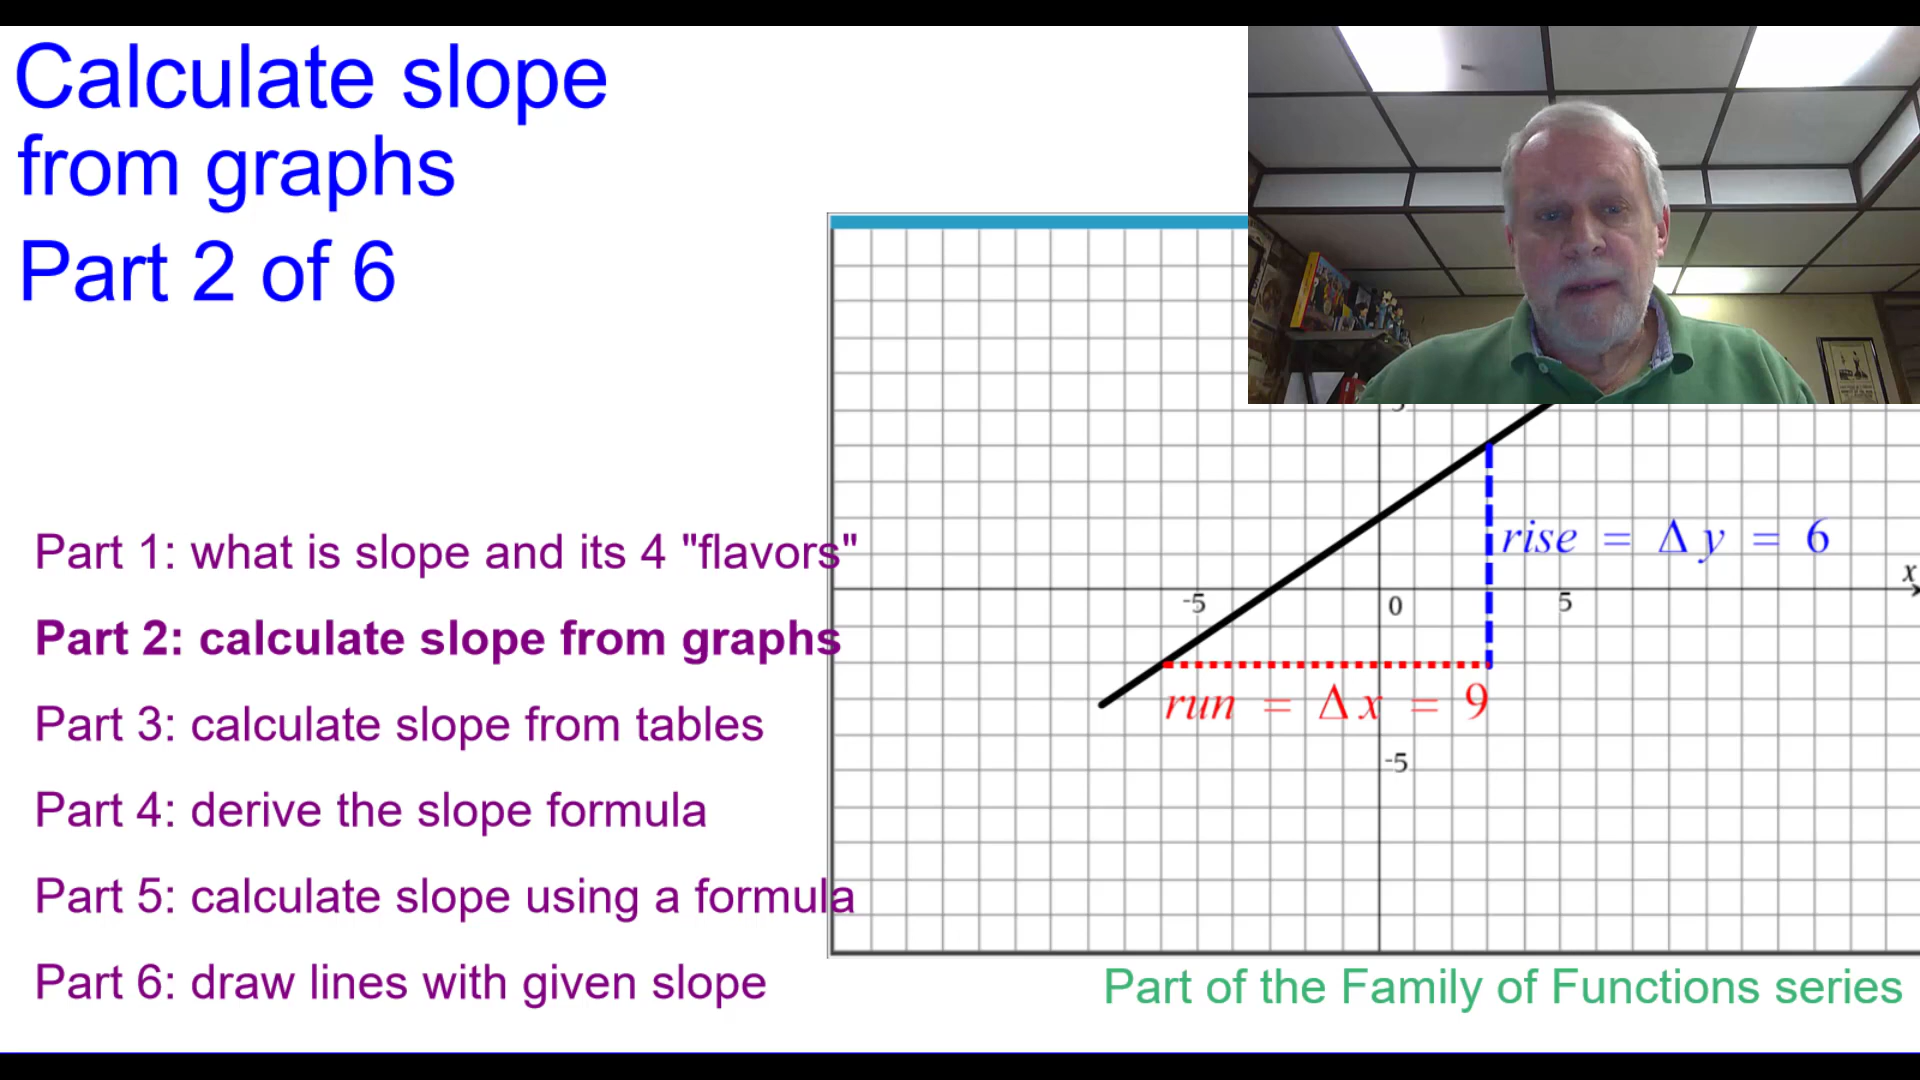 Calculate slope
from graphs
Part 2 of 6
Part 1: what is slope and its 4 "flavors"
Part 2: calculate slope from graphs
Part 3: calculate slope from tables
Part 4: derive the slope formula
Part 5: calculate slope using a formula
Part 6: draw lines with given slope
rise = Δ y = 6
x
-5
0
5
run = Δ x = 9
-5
Part of the Family of Functions series